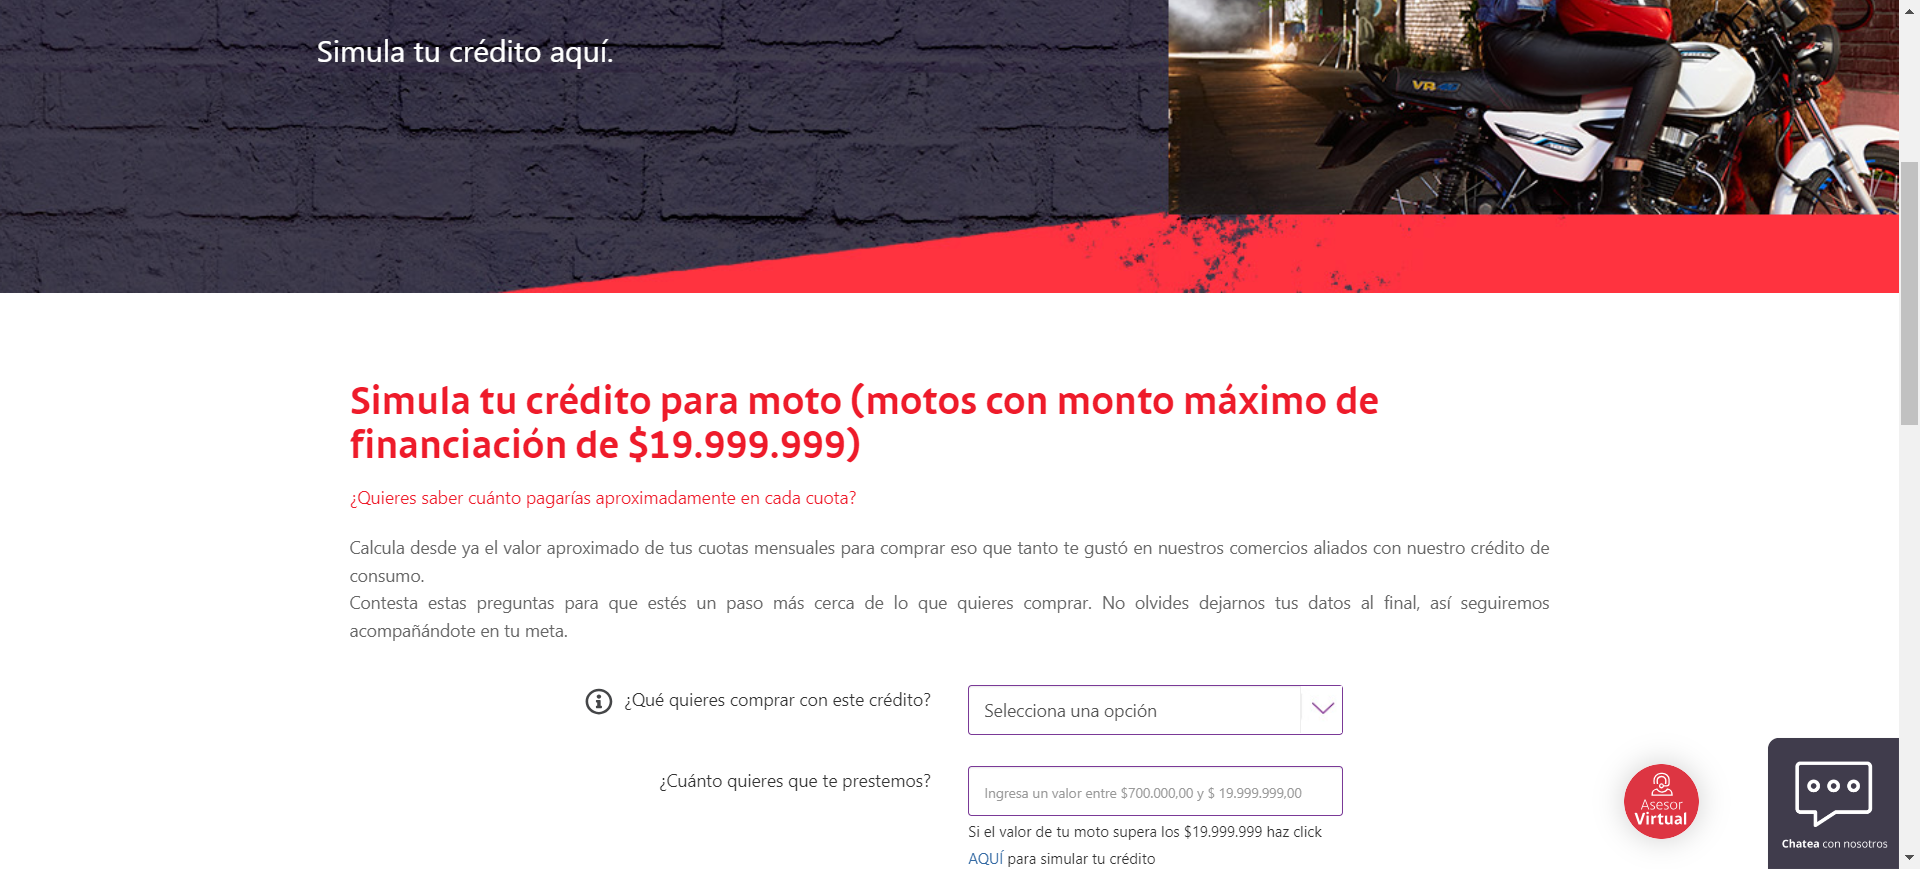 Simula tu crédito aquí.
Simula tu crédito para moto (motos con monto máximo de
financiación de $19.999.999)
¿Quieres saber cuánto pagarías aproximadamente en cada cuota?
Calcula desde ya el valor aproximado de tus cuotas mensuales para comprar eso que tanto te gustó en nuestros comercios aliados con nuestro crédito de
consumo.
Contesta estas preguntas para que estés un paso más cerca de lo que quieres comprar. No olvides dejarnos tus datos al final, así seguiremos
acompañándote en tu meta.
¿Qué quieres comprar con este crédito?
Selecciona una opción
¿Cuánto quieres que te prestemos?
Ingresa un valor entre $700.000,00 y $ 19.999.999,00
Si el valor de tu moto supera los $19.999.999 haz click
AQUÍ para simular tu crédito
Asesor
Virtual
Chatea con nosotros